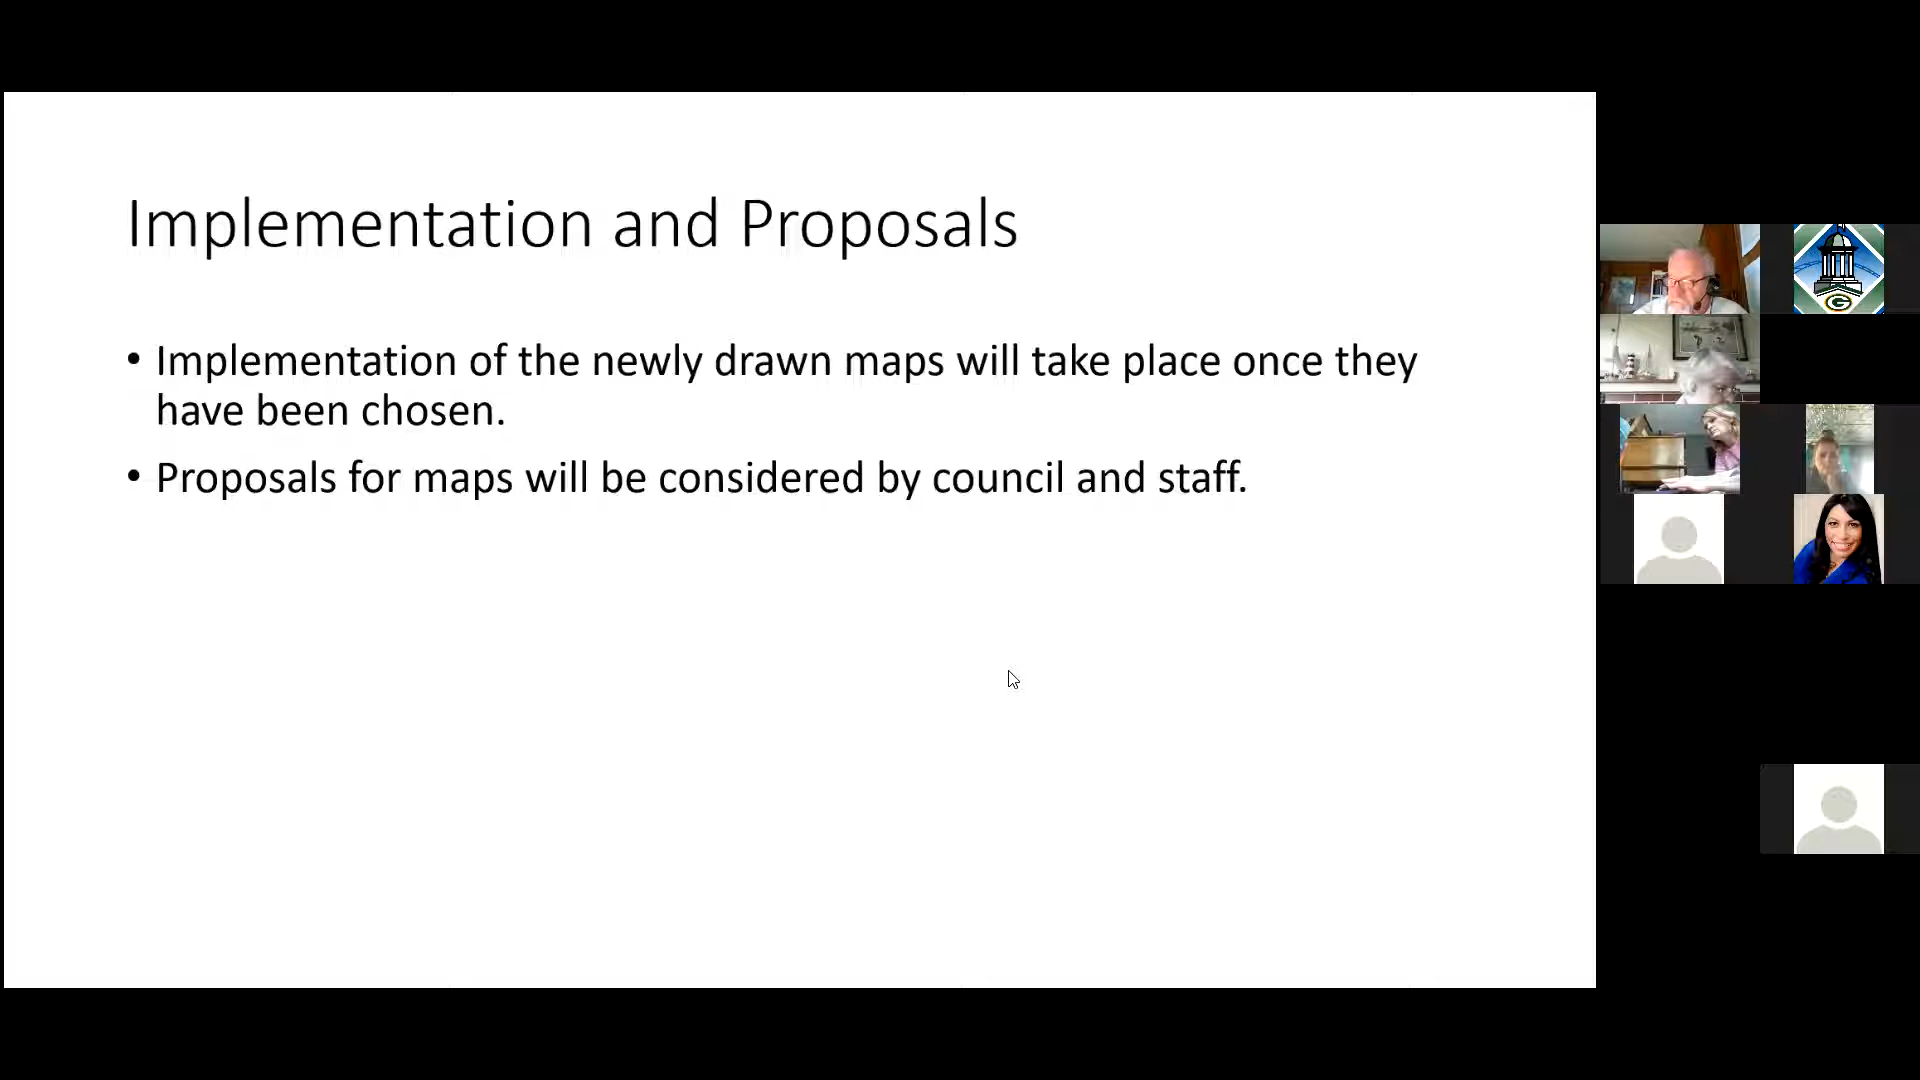 Implementation and Proposals
• Implementation of the newly drawn maps will take place once they
have been chosen.
• Proposals for maps will be considered by council and staff.
G